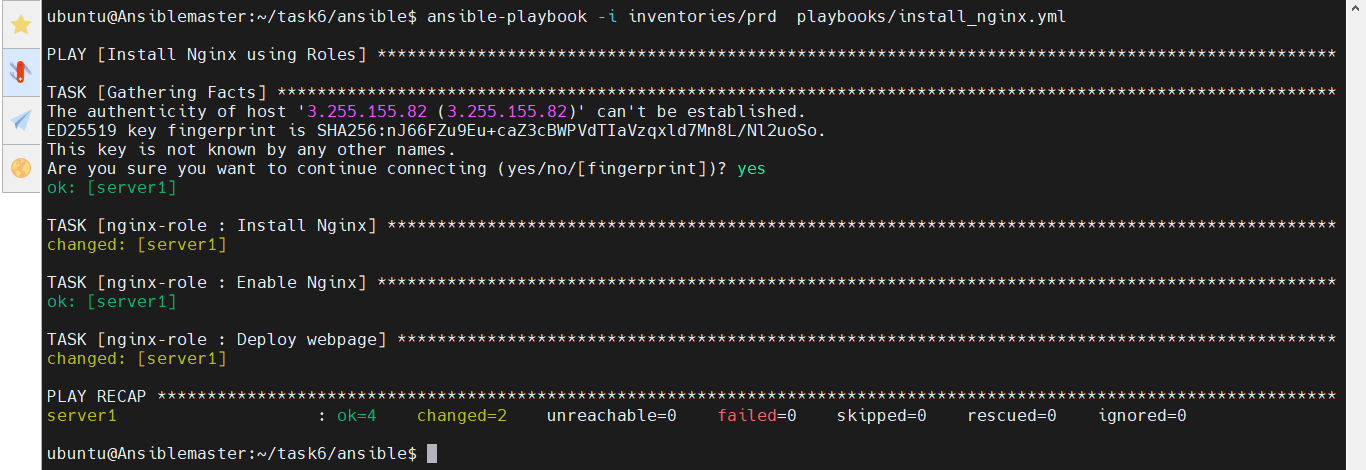 ubuntu@Ansiblemaster:~/task6/ansible$ ansible-playbook -i inventories/prd  playbooks/install_nginx.yml
PLAY [Install Nginx using Roles] ************************************************************************************************
TASK [Gathering Facts] **********************************************************************************************************
The authenticity of host '3.255.155.82 (3.255.155.82)' can't be established.
ED25519 key fingerprint is SHA256:nJ66FZu9Eu+caZ3cBWPVdTIaVzqxld7Mn8L/Nl2uoSo.
This key is not known by any other names.
Are you sure you want to continue connecting (yes/no/[fingerprint])? yes
ok: [server1]
TASK [nginx-role : Install Nginx] ***********************************************************************************************
changed: [server1]
TASK [nginx-role : Enable Nginx] ************************************************************************************************
ok: [server1]
TASK [nginx-role : Deploy webpage] **********************************************************************************************
changed: [server1]
PLAY RECAP **********************************************************************************************************************
server1                    : ok=4    changed=2    unreachable=0    failed=0    skipped=0    rescued=0    ignored=0
ubuntu@Ansiblemaster:~/task6/ansible$